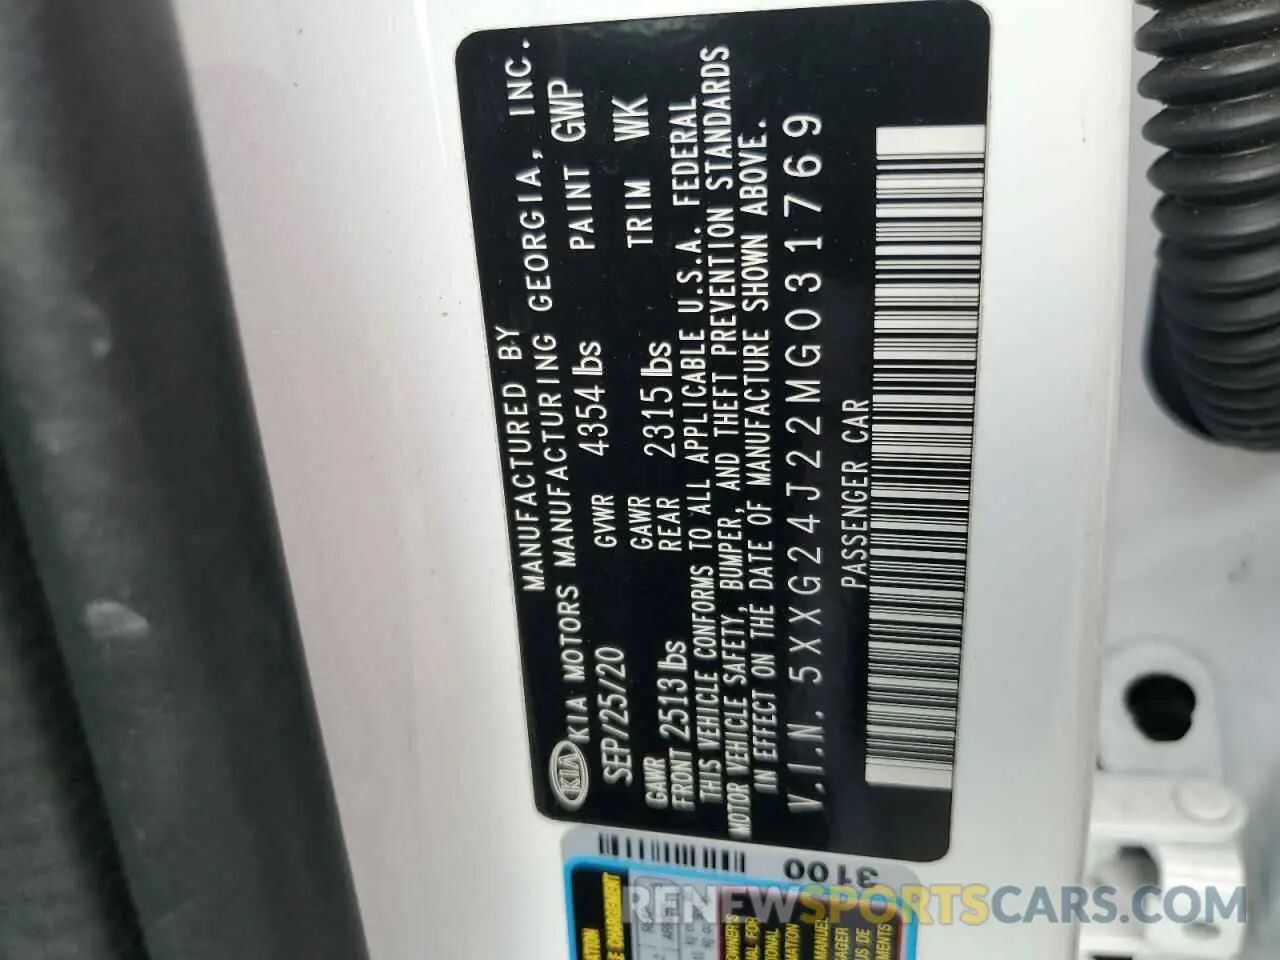 MANUFACTURED BY
KIA KIA MOTORS MANUFACTURING GEORGIA, INC.
SEP/25/20 GVWR 4354 lbs PAINT GWP
GAWR FRONT 2513 lbs GAWR REAR 2315 lbs TRIM WK
THIS VEHICLE CONFORMS TO ALL APPLICABLE U.S.A. FEDERAL
MOTOR VEHICLE SAFETY, BUMPER, AND THEFT PREVENTION STANDARDS
IN EFFECT ON THE DATE OF MANUFACTURE SHOWN ABOVE.
V.I.N. 5XXG24J22MG031769
PASSENGER CAR
3100
RENEWSPORTSCARS.COM